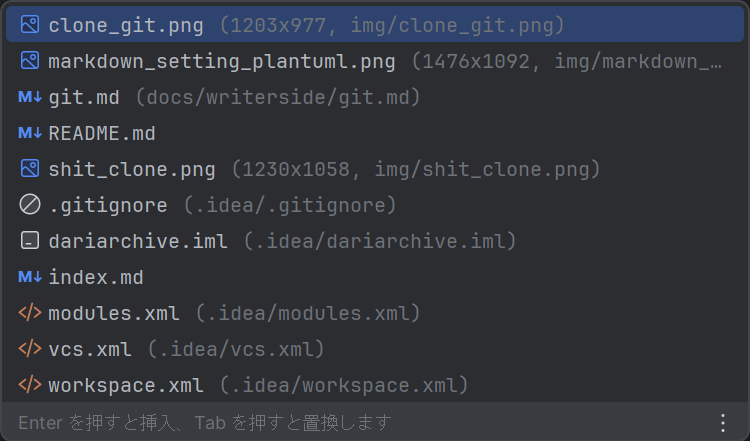 clone_git.png (1203x977, img/clone_git.png)
markdown_setting_plantuml.png (1476x1092, img/markdown_…
M↓ git.md (docs/writerside/git.md)
M↓ README.md
shit_clone.png (1230x1058, img/shit_clone.png)
.gitignore (.idea/.gitignore)
dariarchive.iml (.idea/dariarchive.iml)
M↓ index.md
</> modules.xml (.idea/modules.xml)
</> vcs.xml (.idea/vcs.xml)
</> workspace.xml (.idea/workspace.xml)
Enter を押すと挿入、Tab を押すと置換します